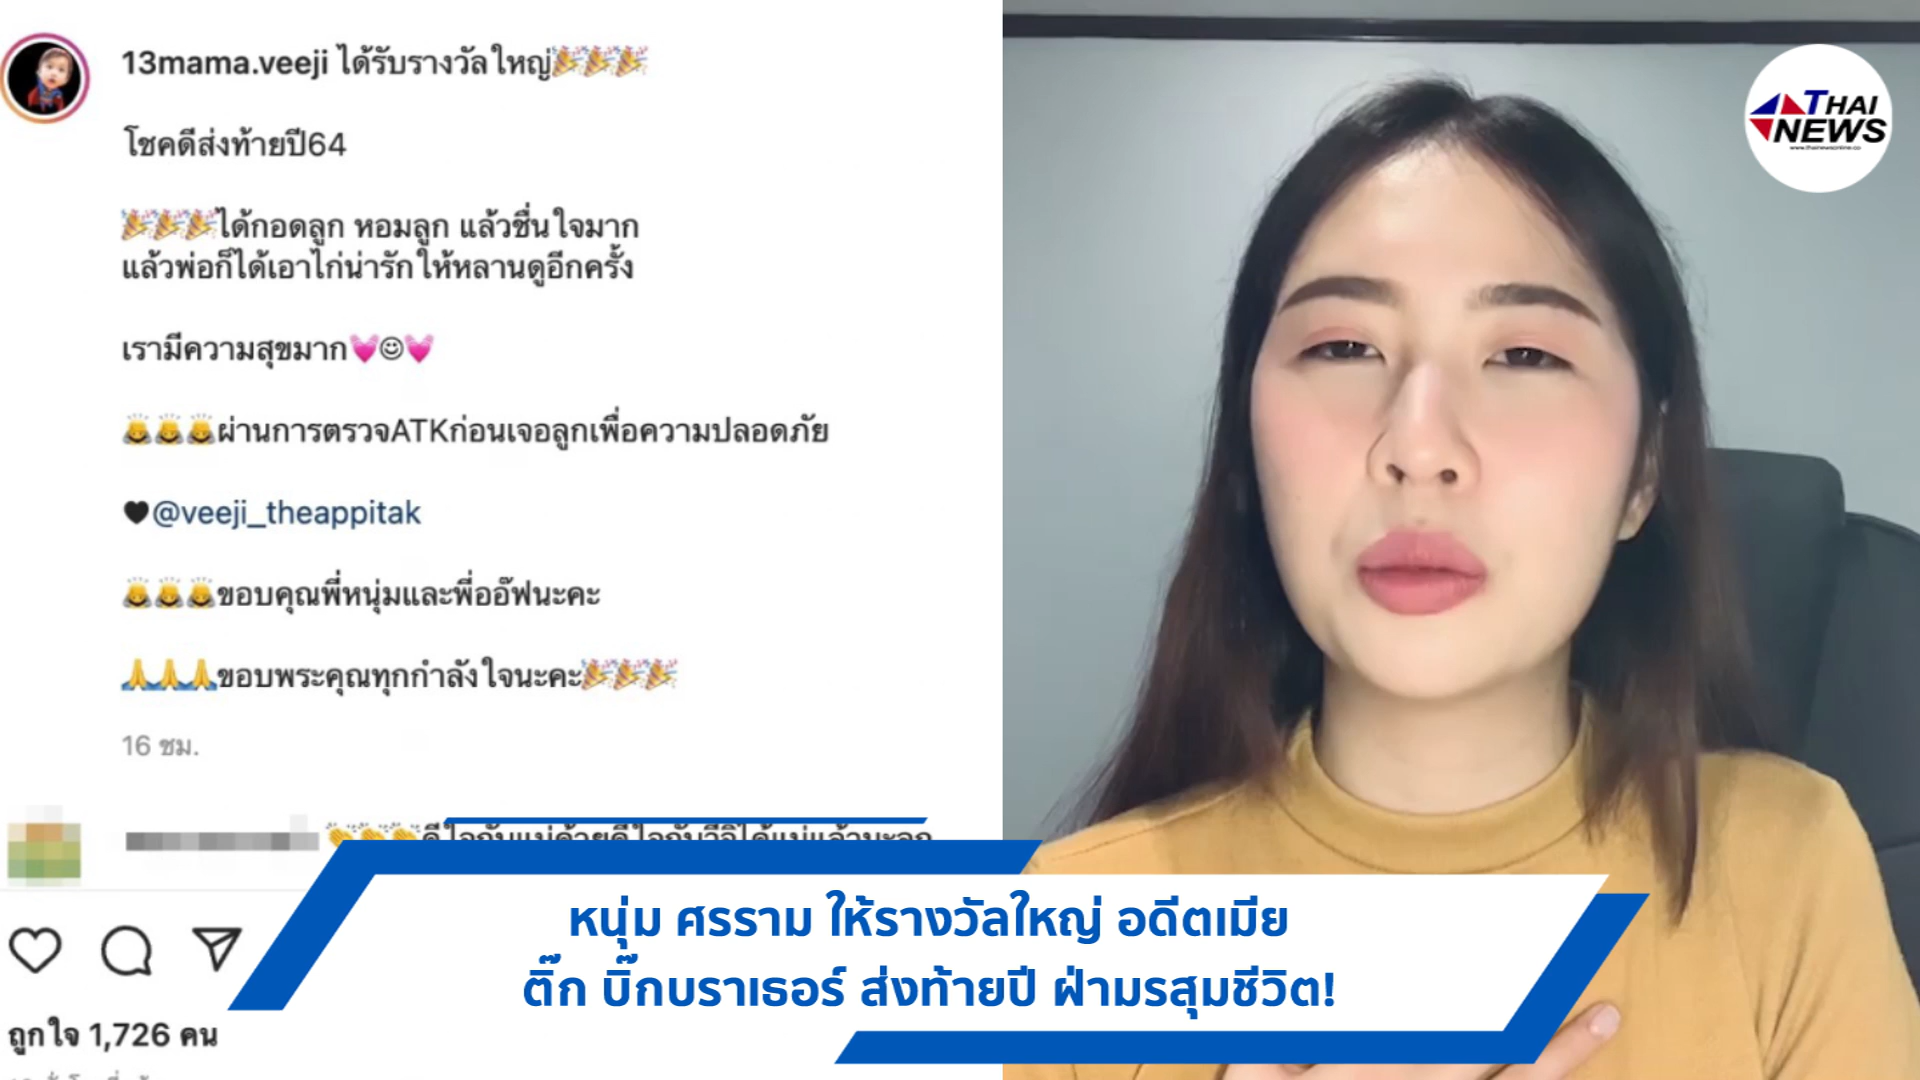 13mama.veeji ได้รับรางวัลใหญ่🎉🎉🎉
โชคดีส่งท้ายปี64
🎉🎉🎉ได้กอดลูก หอมลูก แล้วชื่นใจมาก
แล้วพ่อก็ได้เอาไก่น่ารักให้หลานดูอีกครั้ง
เรามีความสุขมาก💓☺💓
🙇🙇🙇ผ่านการตรวจATKก่อนเจอลูกเพื่อความปลอดภัย
🖤@veeji_theappitak
🙇🙇🙇ขอบคุณพี่หนุ่มและพี่ออ๊ฟนะคะ
🙏🙏🙏ขอบพระคุณทุกกำลังใจนะคะ🎉🎉🎉
16 ชม.
ถูกใจ 1,726 คน
THAI
NEWS
www.thainewsonline.co
หนุ่ม ศรราม ให้รางวัลใหญ่ อดีตเมีย
ติ๊ก บิ๊กบราเธอร์ ส่งท้ายปี ฝ่ามรสุมชีวิต!